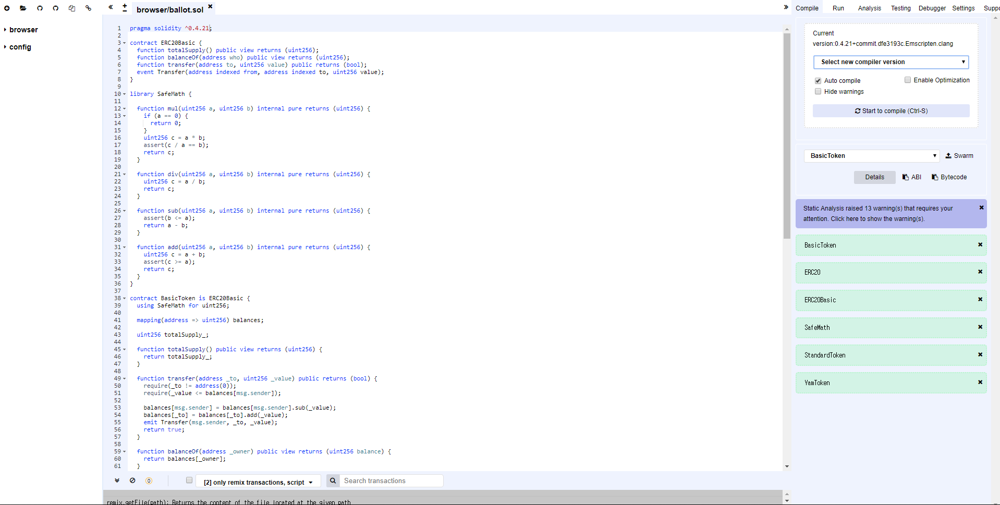 browser/ballot.sol
Compile Run Analysis Testing Debugger Settings Suppo
browser
config
1 pragma solidity ^0.4.21;
2
3 contract ERC20Basic {
4 function totalSupply() public view returns (uint256);
5 function balanceOf(address who) public view returns (uint256);
6 function transfer(address to, uint256 value) public returns (bool);
7 event Transfer(address indexed from, address indexed to, uint256 value);
8 }
9
10 library SafeMath {
11
12 function mul(uint256 a, uint256 b) internal pure returns (uint256) {
13 if (a == 0) {
14 return 0;
15 }
16 uint256 c = a * b;
17 assert(c / a == b);
18 return c;
19 }
20
21 function div(uint256 a, uint256 b) internal pure returns (uint256) {
22 uint256 c = a / b;
23 return c;
24 }
25
26 function sub(uint256 a, uint256 b) internal pure returns (uint256) {
27 assert(b <= a);
28 return a - b;
29 }
30
31 function add(uint256 a, uint256 b) internal pure returns (uint256) {
32 uint256 c = a + b;
33 assert(c >= a);
34 return c;
35 }
36 }
37
38 contract BasicToken is ERC20Basic {
39 using SafeMath for uint256;
40
41 mapping(address => uint256) balances;
42
43 uint256 totalSupply_;
44
45 function totalSupply() public view returns (uint256) {
46 return totalSupply_;
47 }
48
49 function transfer(address _to, uint256 _value) public returns (bool) {
50 require(_to != address(0));
51 require(_value <= balances[msg.sender]);
52
53 balances[msg.sender] = balances[msg.sender].sub(_value);
54 balances[_to] = balances[_to].add(_value);
55 emit Transfer(msg.sender, _to, _value);
56 return true;
57 }
58
59 function balanceOf(address _owner) public view returns (uint256 balance) {
60 return balances[_owner];
61 }
0
[2] only remix transactions, script
Search transactions
remix.getFile(path): Returns the content of the file located at the given path
Current
version:0.4.21+commit.dfe3193c.Emscripten.clang
Select new compiler version
Auto compile Enable Optimization
Hide warnings
Start to compile (Ctrl-S)
BasicToken Swarm
Details ABI Bytecode
Static Analysis raised 13 warning(s) that requires your
attention. Click here to show the warning(s).
BasicToken
ERC20
ERC20Basic
SafeMath
StandardToken
YamToken